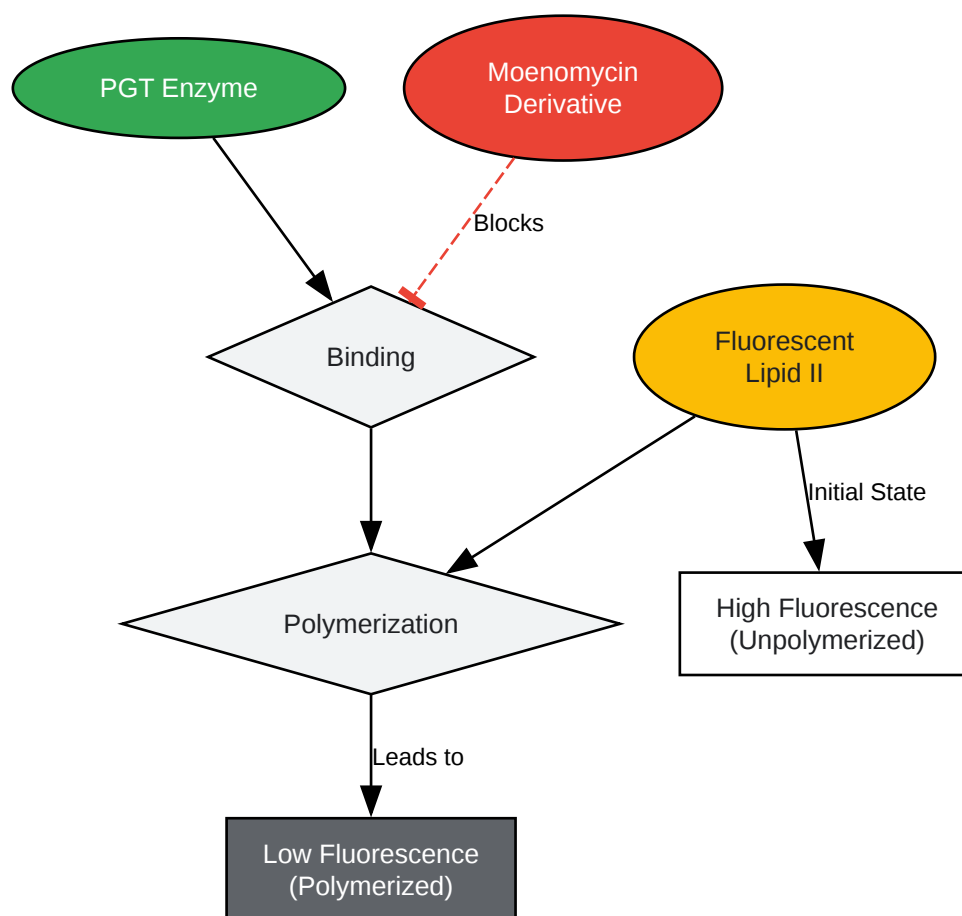 PGT Enzyme
Moenomycin
Derivative
Blocks
Binding
Fluorescent
Lipid II
Initial State
Polymerization
High Fluorescence
(Unpolymerized)
Leads to
Low Fluorescence
(Polymerized)